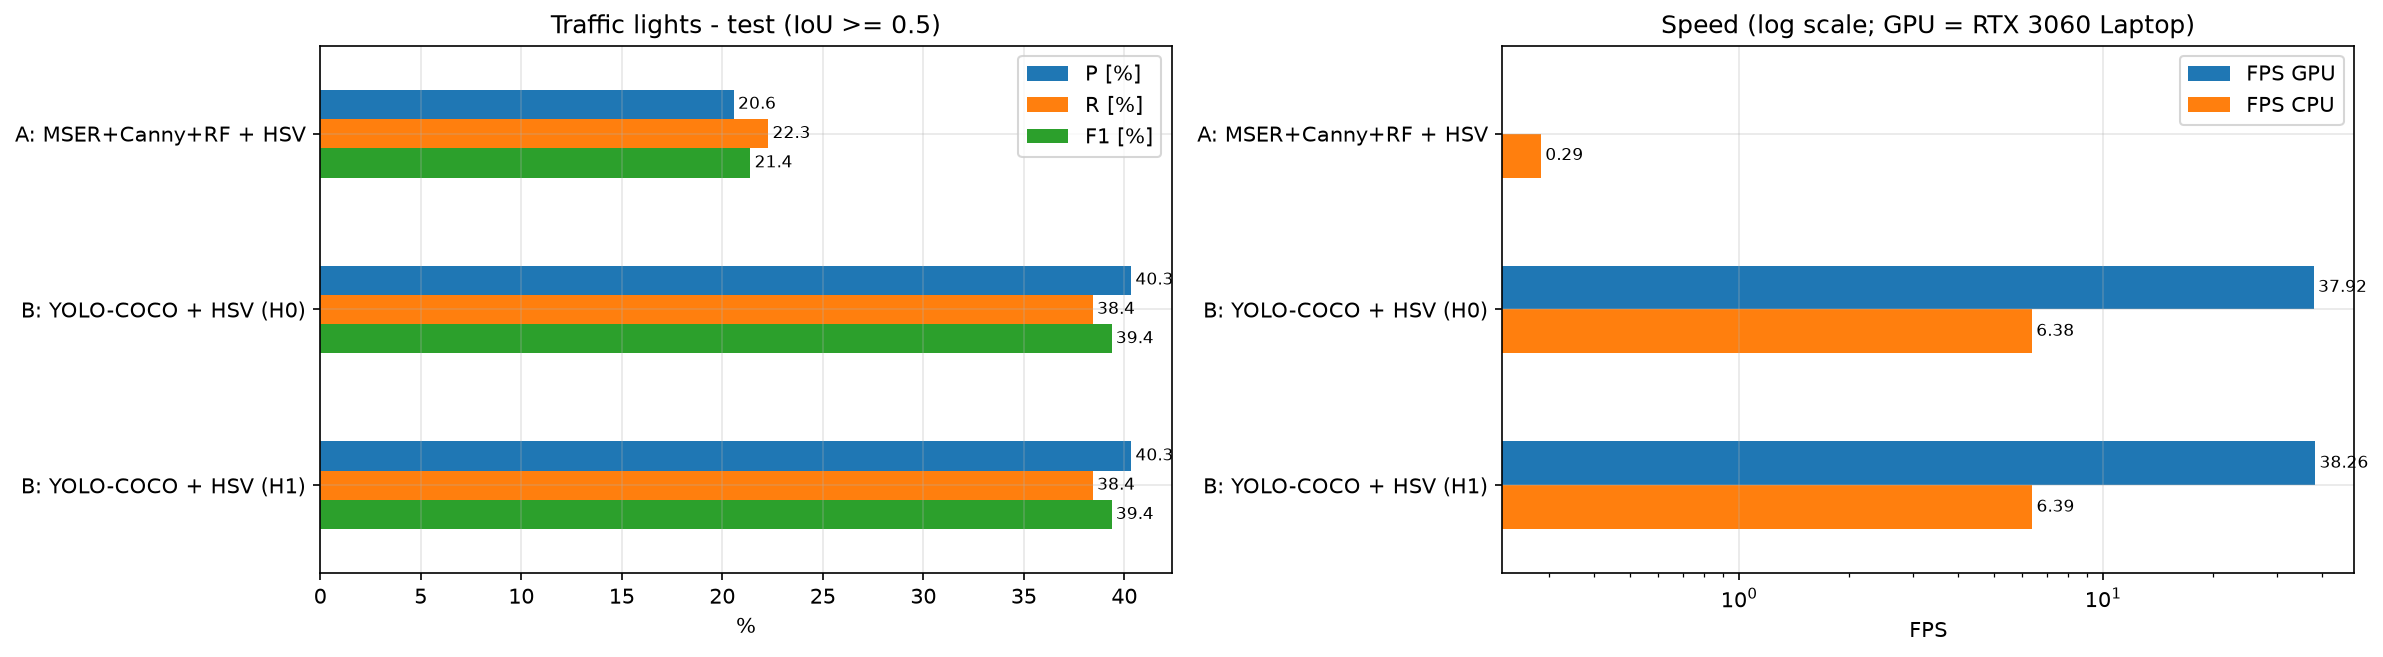 Traffic lights - test (IoU >= 0.5)
P [%]
R [%]
F1 [%]
A: MSER+Canny+RF + HSV
20.6
22.3
21.4
B: YOLO-COCO + HSV (H0)
40.3
38.4
39.4
B: YOLO-COCO + HSV (H1)
40.3
38.4
39.4
0 5 10 15 20 25 30 35 40
%
Speed (log scale; GPU = RTX 3060 Laptop)
FPS GPU
FPS CPU
A: MSER+Canny+RF + HSV
0.29
B: YOLO-COCO + HSV (H0)
37.92
6.38
B: YOLO-COCO + HSV (H1)
38.26
6.39
10⁰ 10¹
FPS